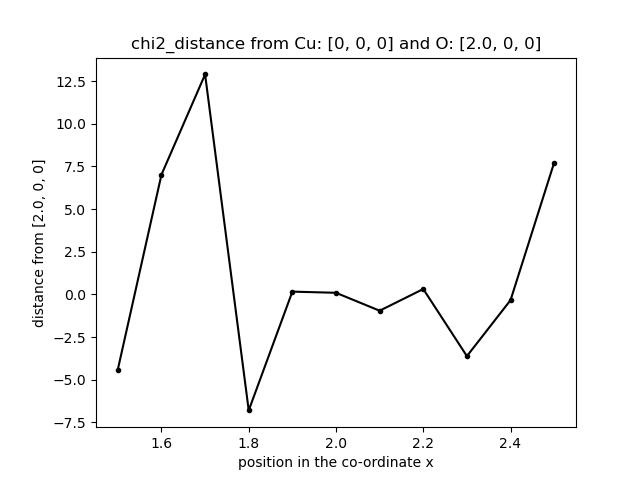 chi2_distance from Cu: [0, 0, 0] and O: [2.0, 0, 0]
distance from [2.0, 0, 0]
12.5
10.0
7.5
5.0
2.5
0.0
−2.5
−5.0
−7.5
1.6 1.8 2.0 2.2 2.4
position in the co-ordinate x